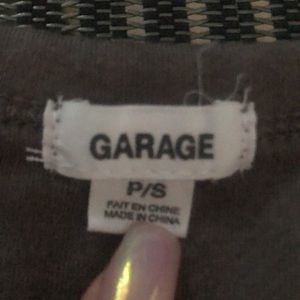 GARAGE
P/S
FAIT EN CHINE
MADE IN CHINA